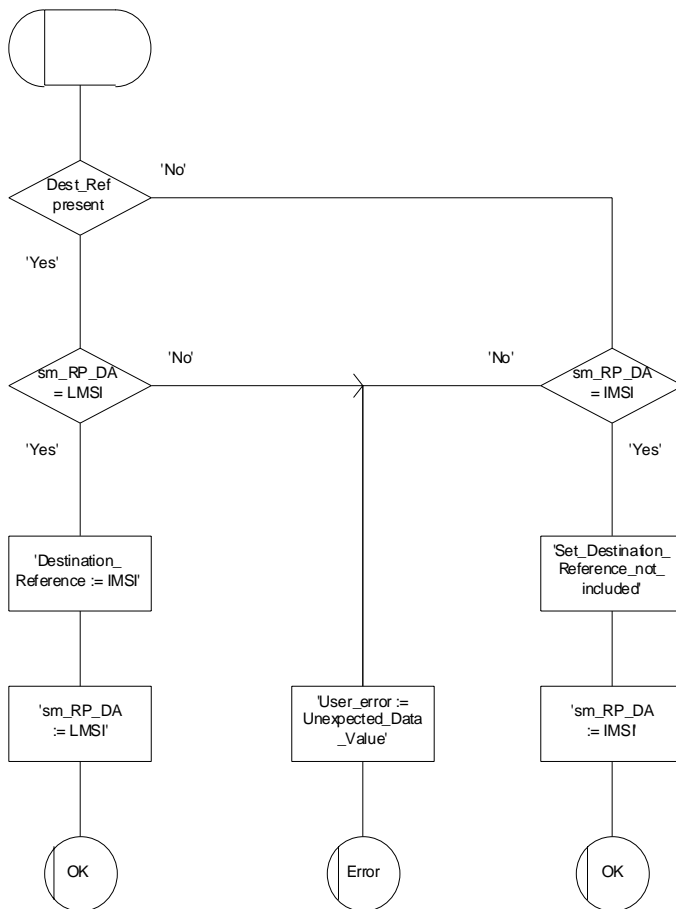 'No'
Dest_Ref
present
'Yes'
sm_RP_DA
= LMSI
'No'
'No'
sm_RP_DA
= IMSI
'Yes'
'Yes'
'Destination_
Reference := IMSI'
'Set_Destination_
Reference_not_
included'
'sm_RP_DA
:= LMSI'
'User_error :=
Unexpected_Data
_Value'
'sm_RP_DA
:= IMSI'
OK
Error
OK